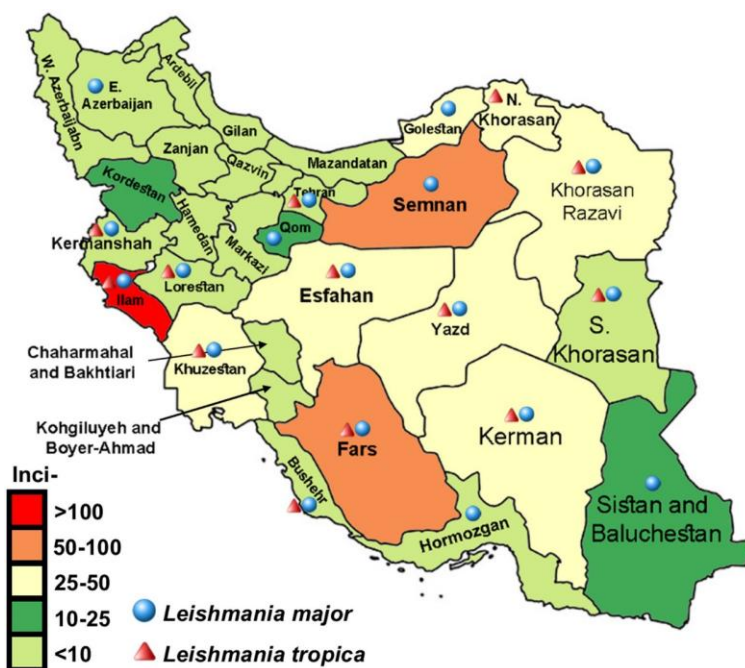 W. Azerbaijabn
E.
Azerbaijan
Ardebil
Gilan
Zanjan
Qazvin
Mazandatan
Golestan
N.
Khorasan
Kordestan
Hamedan
Tehran
Qom
Markazi
Semnan
Khorasan
Razavi
Kermanshah
Ilam
Lorestan
Esfahan
Yazd
S.
Khorasan
Chaharmahal
and Bakhtiari
Khuzestan
Kohgiluyeh and
Boyer-Ahmad
Fars
Kerman
Bushehr
Hormozgan
Sistan and
Baluchestan
Inci-
>100
50-100
25-50
10-25
<10
Leishmania major
Leishmania tropica